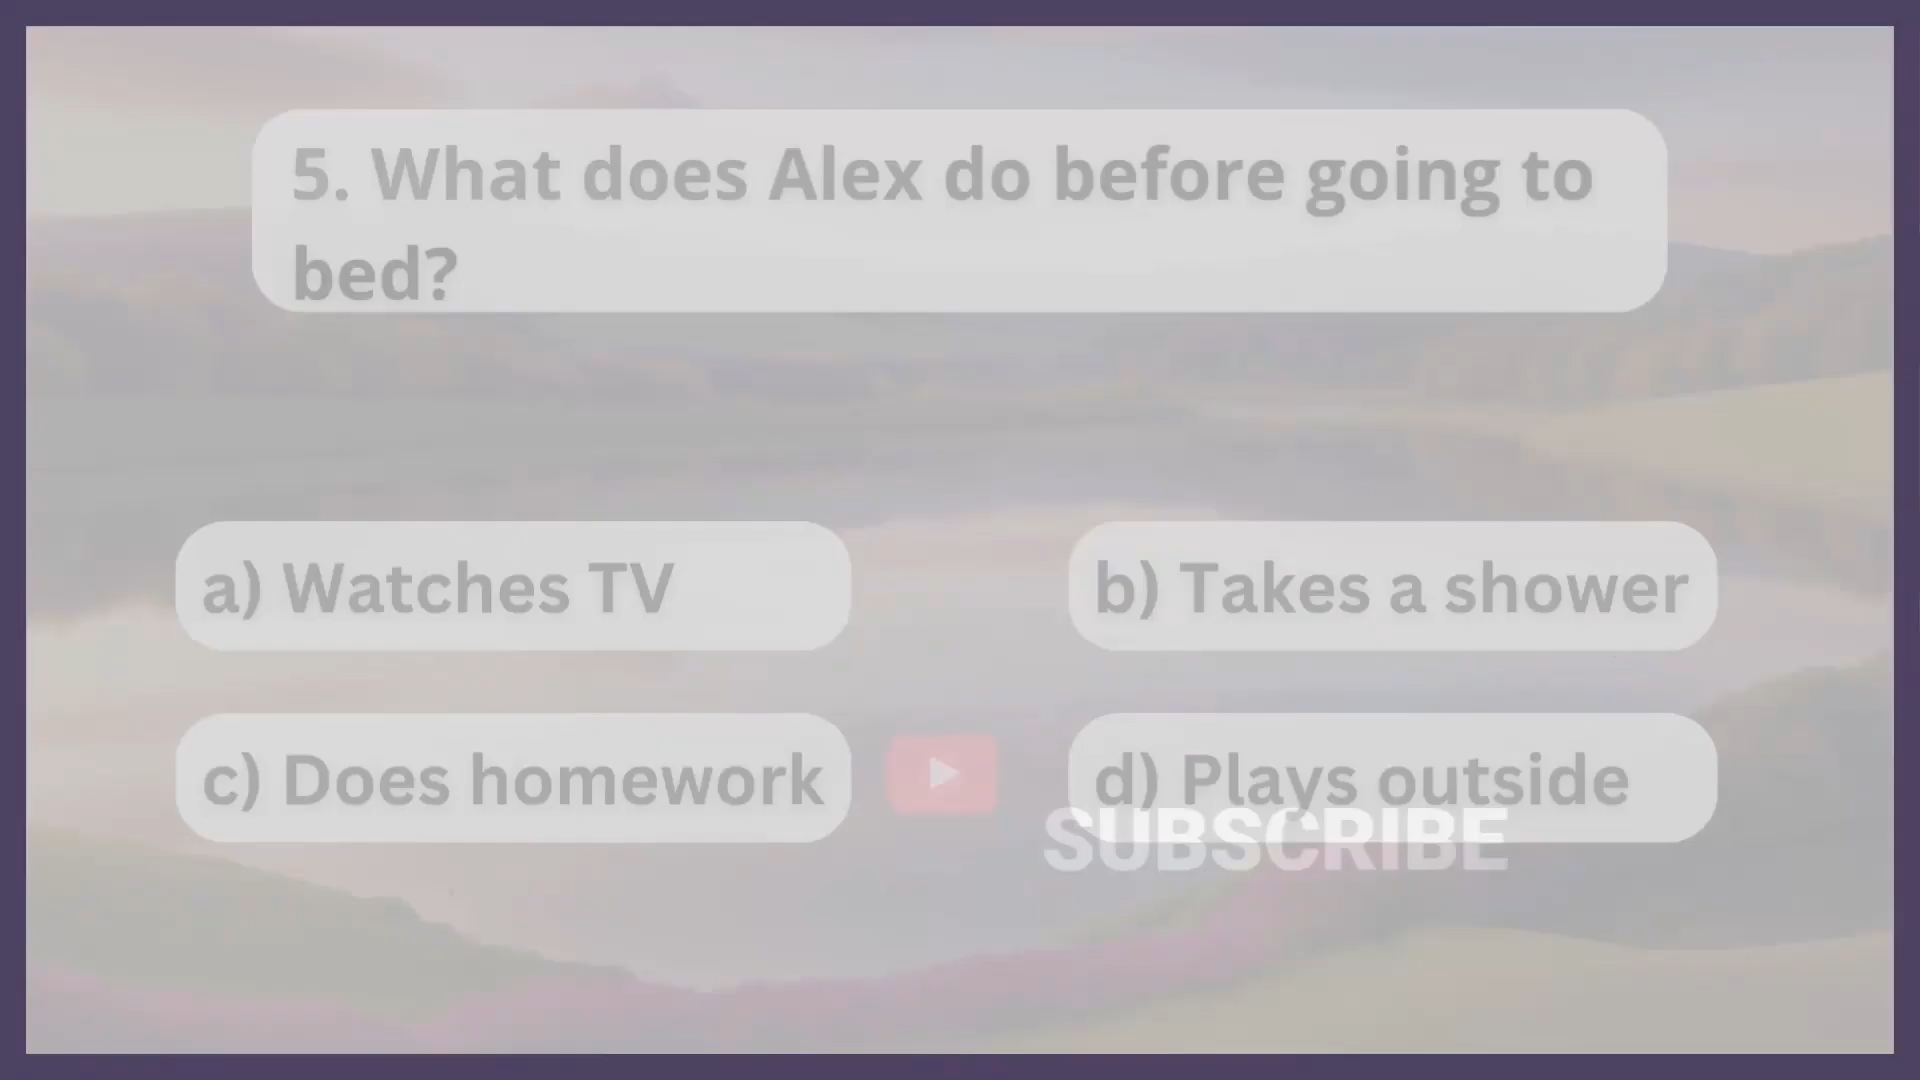 5. What does Alex do before going to
bed?
a) Watches TV
b) Takes a shower
c) Does homework
d) Plays outside
SUBSCRIBE